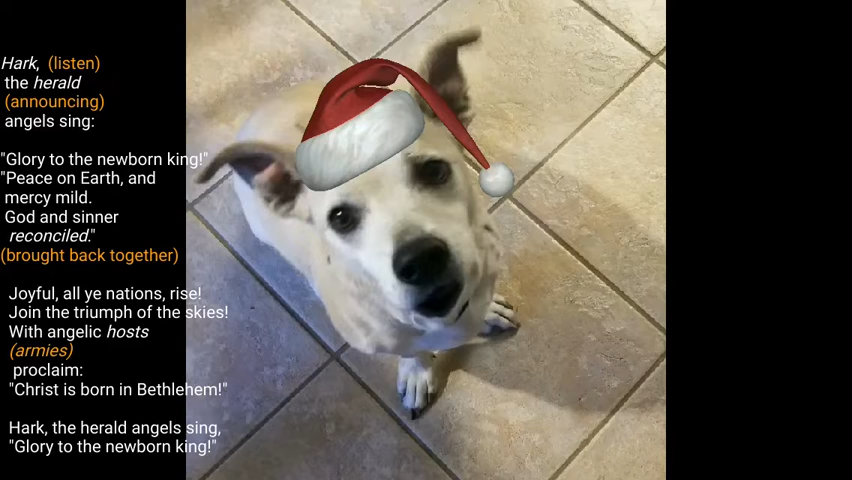 Hark, (listen)
the herald
(announcing)
angels sing:
"Glory to the newborn king!"
"Peace on Earth, and
mercy mild.
God and sinner
reconciled."
(brought back together)
Joyful, all ye nations, rise!
Join the triumph of the skies!
With angelic hosts
(armies)
proclaim:
"Christ is born in Bethlehem!"
Hark, the herald angels sing,
"Glory to the newborn king!"